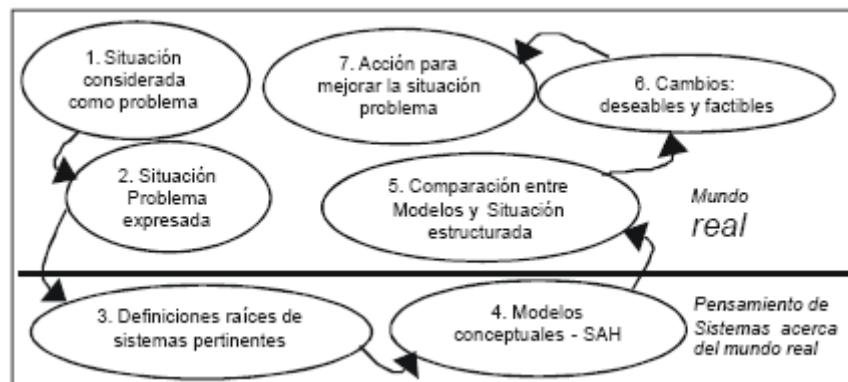 1. Situación
considerada
como problema
2. Situación
Problema
expresada
3. Definiciones raíces de
sistemas pertinentes
4. Modelos
conceptuales - SAH
5. Comparación entre
Modelos y Situación
estructurada
6. Cambios:
deseables y factibles
7. Acción para
mejorar la situación
problema
Mundo
real
Pensamiento de
Sistemas acerca
del mundo real